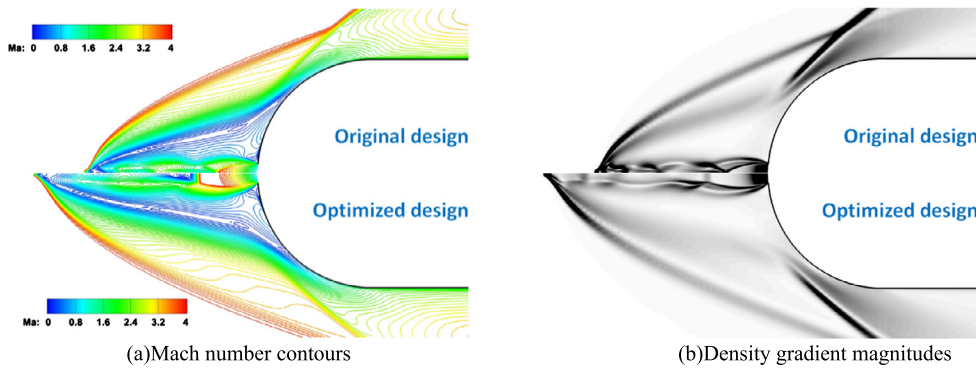 Ma: 0 0.8 1.6 2.4 3.2 4
Original design
Original design
Optimized design
Optimized design
Ma: 0 0.8 1.6 2.4 3.2 4
(a)Mach number contours
(b)Density gradient magnitudes